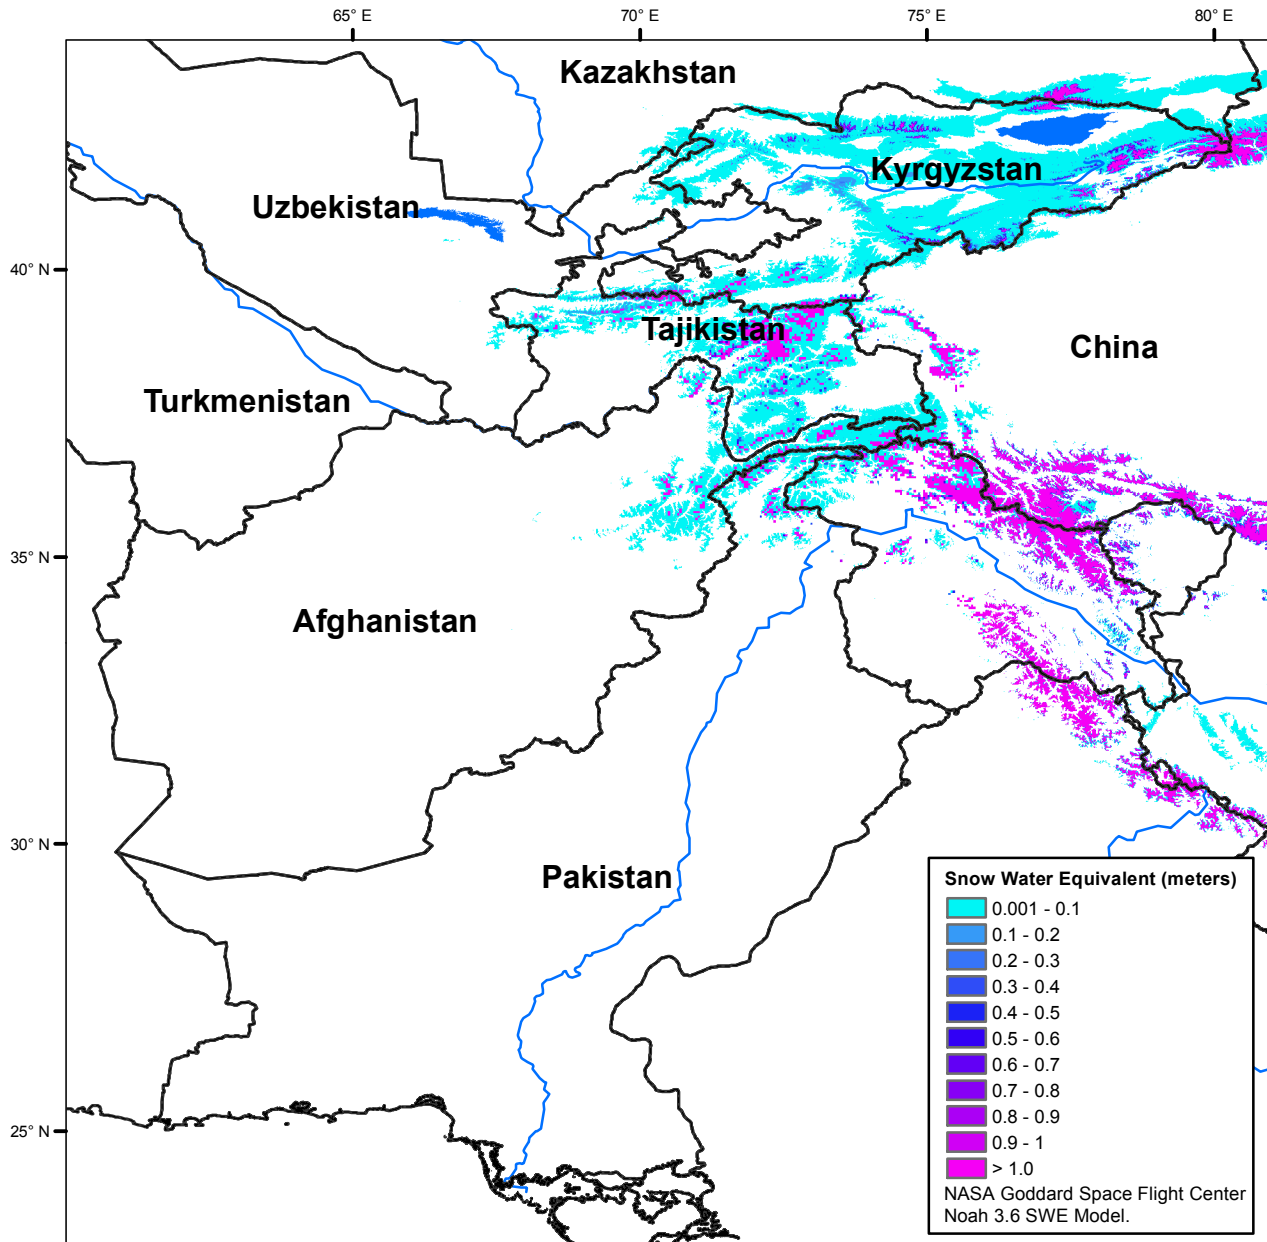 65° E
70° E
75° E
80° E
Kazakhstan
Kyrgyzstan
Uzbekistan
40° N
Tajikistan
China
Turkmenistan
35° N
Afghanistan
30° N
Pakistan
25° N
Snow Water Equivalent (meters)
0.001 - 0.1
0.1 - 0.2
0.2 - 0.3
0.3 - 0.4
0.4 - 0.5
0.5 - 0.6
0.6 - 0.7
0.7 - 0.8
0.8 - 0.9
0.9 - 1
> 1.0
NASA Goddard Space Flight Center
Noah 3.6 SWE Model.